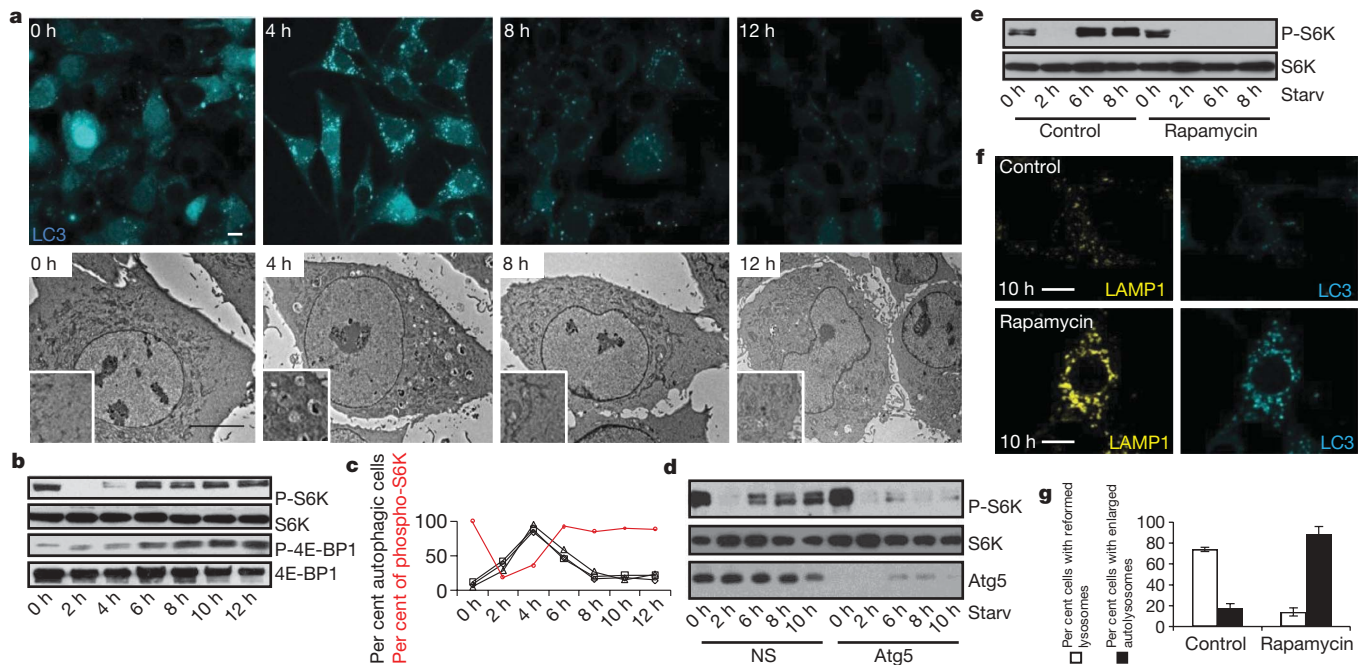 a
0 h
4 h
8 h
12 h
LC3
0 h
4 h
8 h
12 h
b
P-S6K
S6K
P-4E-BP1
4E-BP1
0 h 2 h 4 h 6 h 8 h 10 h 12 h
c
Per cent autophagic cells
Per cent of phospho-S6K
100
50
0
0 h 2 h 4 h 6 h 8 h 10 h 12 h
d
P-S6K
S6K
Atg5
0 h 2 h 6 h 8 h 10 h 0 h 2 h 6 h 8 h 10 h Starv
NS Atg5
e
P-S6K
S6K
0 h 2 h 6 h 8 h 0 h 2 h 6 h 8 h Starv
Control Rapamycin
f
Control
10 h LAMP1
LC3
Rapamycin
10 h LAMP1
LC3
g
Per cent cells with reformed
lysosomes
Per cent cells with enlarged
autolysosomes
100
80
60
40
20
0
Control Rapamycin